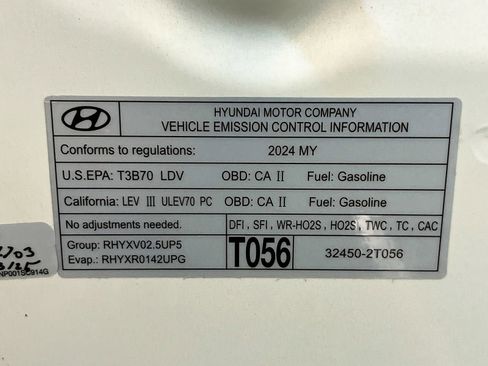 HYUNDAI MOTOR COMPANY
VEHICLE EMISSION CONTROL INFORMATION
Conforms to regulations: 2024 MY
U.S.EPA: T3B70 LDV OBD: CA II Fuel: Gasoline
California: LEV III ULEV70 PC OBD: CA II Fuel: Gasoline
No adjustments needed. DFI, SFI, WR-HO2S, HO2S, TWC, TC, CAC
Group: RHYXV02.5UP5
Evap.: RHYXR0142UPG
T056
32450-2T056
NP001SC914G